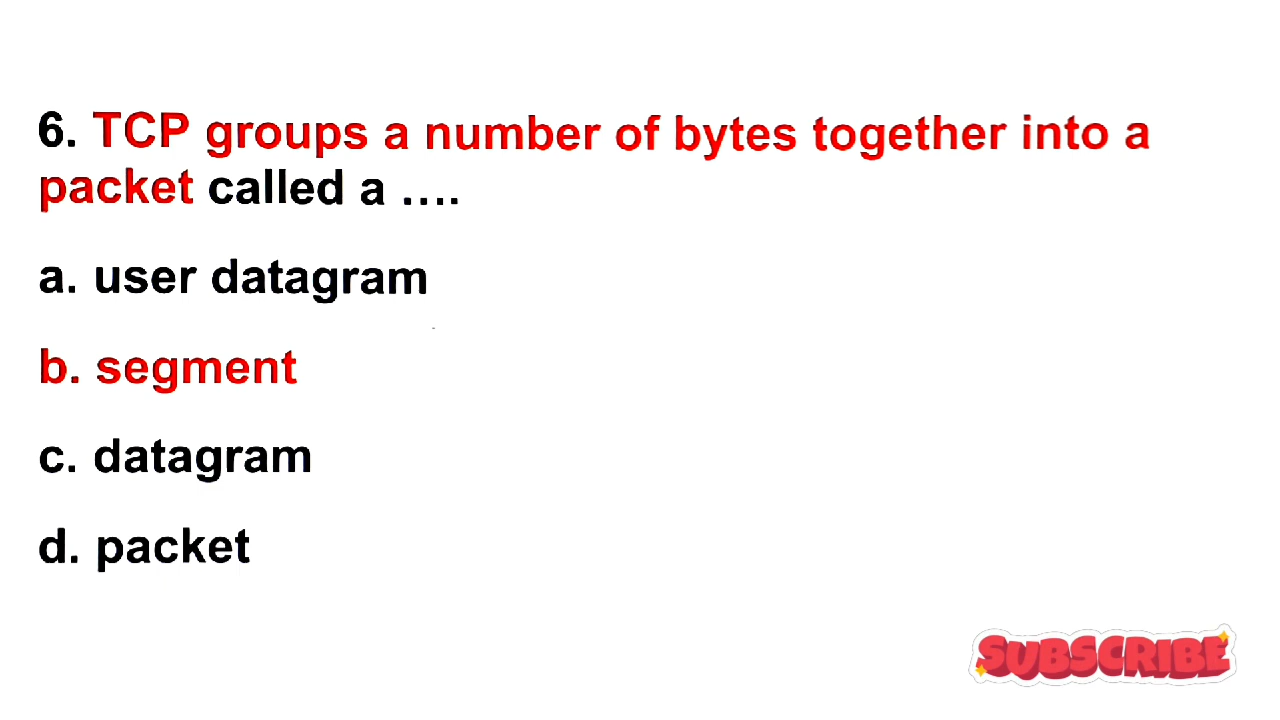 6. TCP groups a number of bytes together into a
packet called a ....
a. user datagram
b. segment
c. datagram
d. packet
SUBSCRIBE